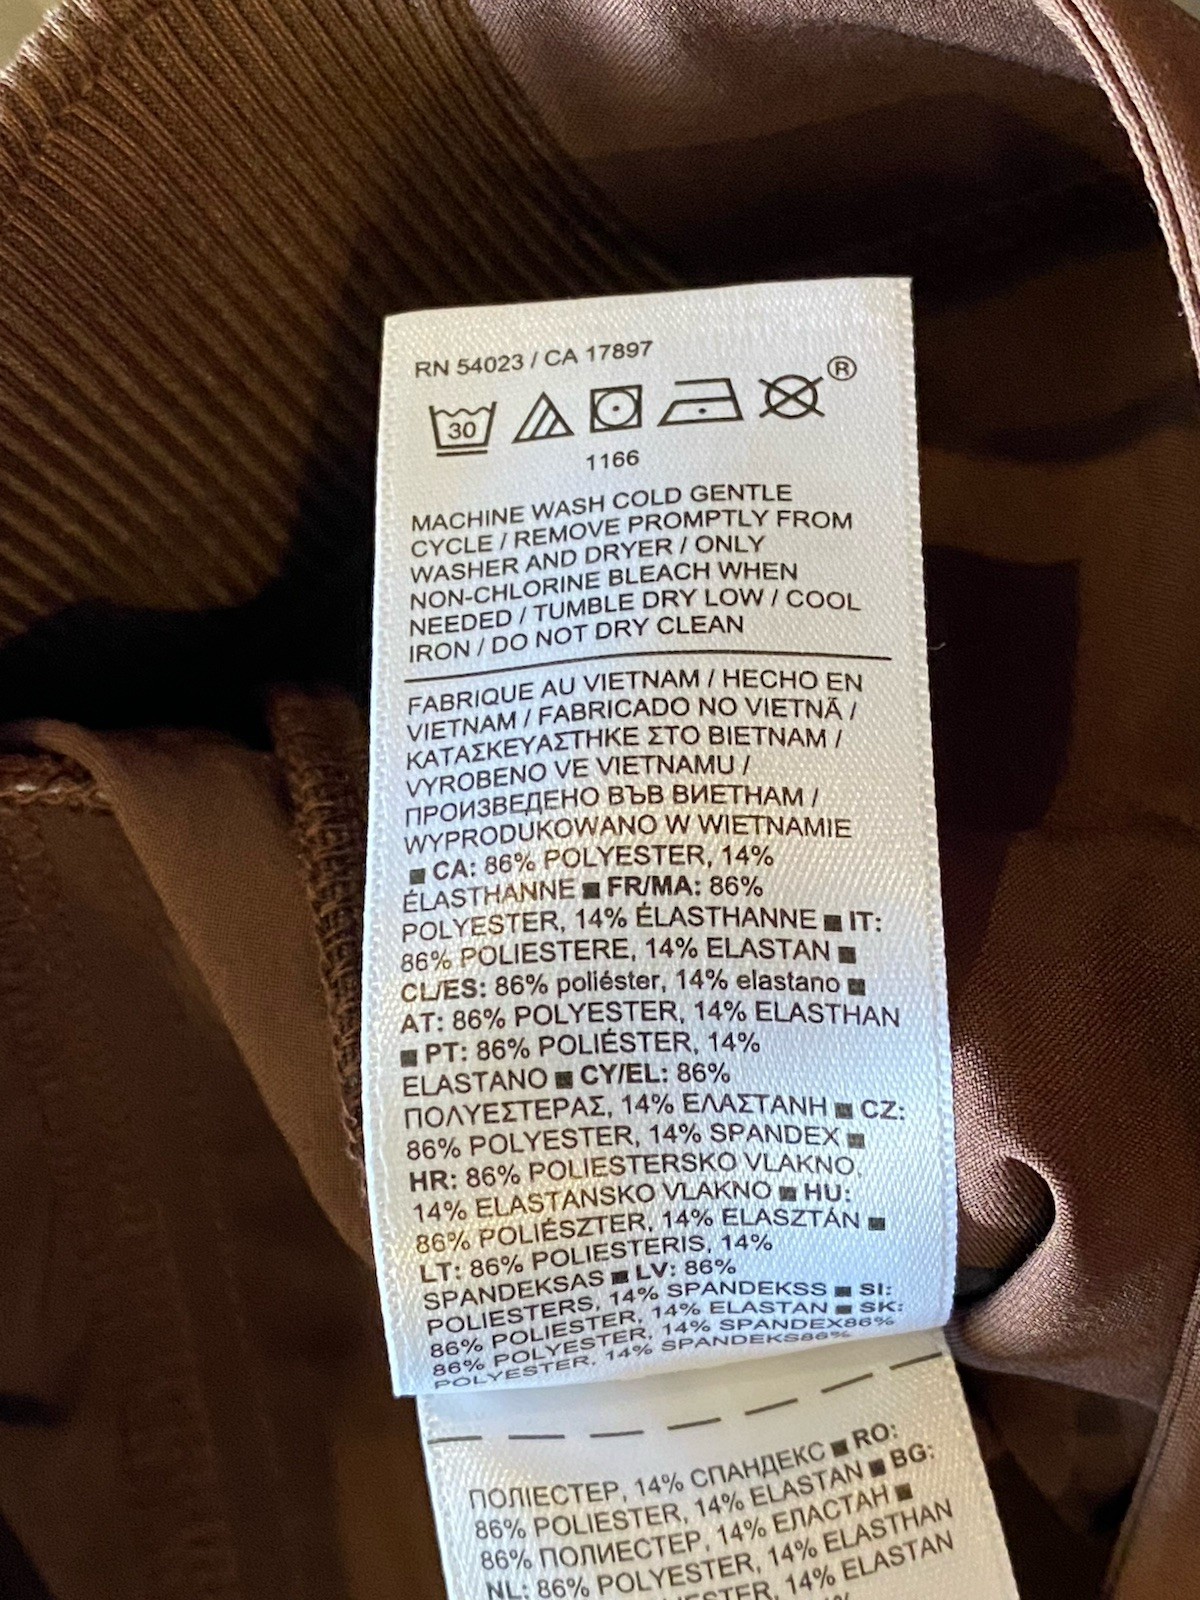 RN 54023 / CA 17897
®
30
1166
MACHINE WASH COLD GENTLE
CYCLE / REMOVE PROMPTLY FROM
WASHER AND DRYER / ONLY
NON-CHLORINE BLEACH WHEN
NEEDED / TUMBLE DRY LOW / COOL
IRON / DO NOT DRY CLEAN
FABRIQUE AU VIETNAM / HECHO EN
VIETNAM / FABRICADO NO VIETNÃ /
ΚΑΤΑΣΚΕΥΑΣΤΗΚΕ ΣΤΟ ΒΙΕΤΝΑΜ /
VYROBENO VE VIETNAMU /
ПРОИЗВЕДЕНО ВЪВ ВИЕТНАМ /
WYPRODUKOWANO W WIETNAMIE
■ CA: 86% POLYESTER, 14%
ÉLASTHANNE ■ FR/MA: 86%
POLYESTER, 14% ÉLASTHANNE ■ IT:
86% POLIESTERE, 14% ELASTAN ■
CL/ES: 86% poliéster, 14% elastano ■
AT: 86% POLYESTER, 14% ELASTHAN
■ PT: 86% POLIÉSTER, 14%
ELASTANO ■ CY/EL: 86%
ΠΟΛΥΕΣΤΕΡΑΣ, 14% ΕΛΑΣΤΑΝΗ ■ CZ:
86% POLYESTER, 14% SPANDEX ■
HR: 86% POLIESTERSKO VLAKNO,
14% ELASTANSKO VLAKNO ■ HU:
86% POLIÉSZTER, 14% ELASZTÁN ■
LT: 86% POLIESTERIS, 14%
SPANDEKSAS ■ LV: 86%
POLIESTERS, 14% SPANDEKSS ■ SI:
86% POLIESTER, 14% ELASTAN ■ SK:
86% POLYESTER, 14% SPANDEX86%
POLYESTER, 14% SPANDEKS86%
ПОЛІЕСТЕР, 14% СПАНДЕКС ■ RO:
86% POLIESTER, 14% ELASTAN ■ BG:
86% ПОЛИЕСТЕР, 14% ЕЛАСТАН ■
NL: 86% POLYESTER, 14% ELASTHAN
14% ELASTAN